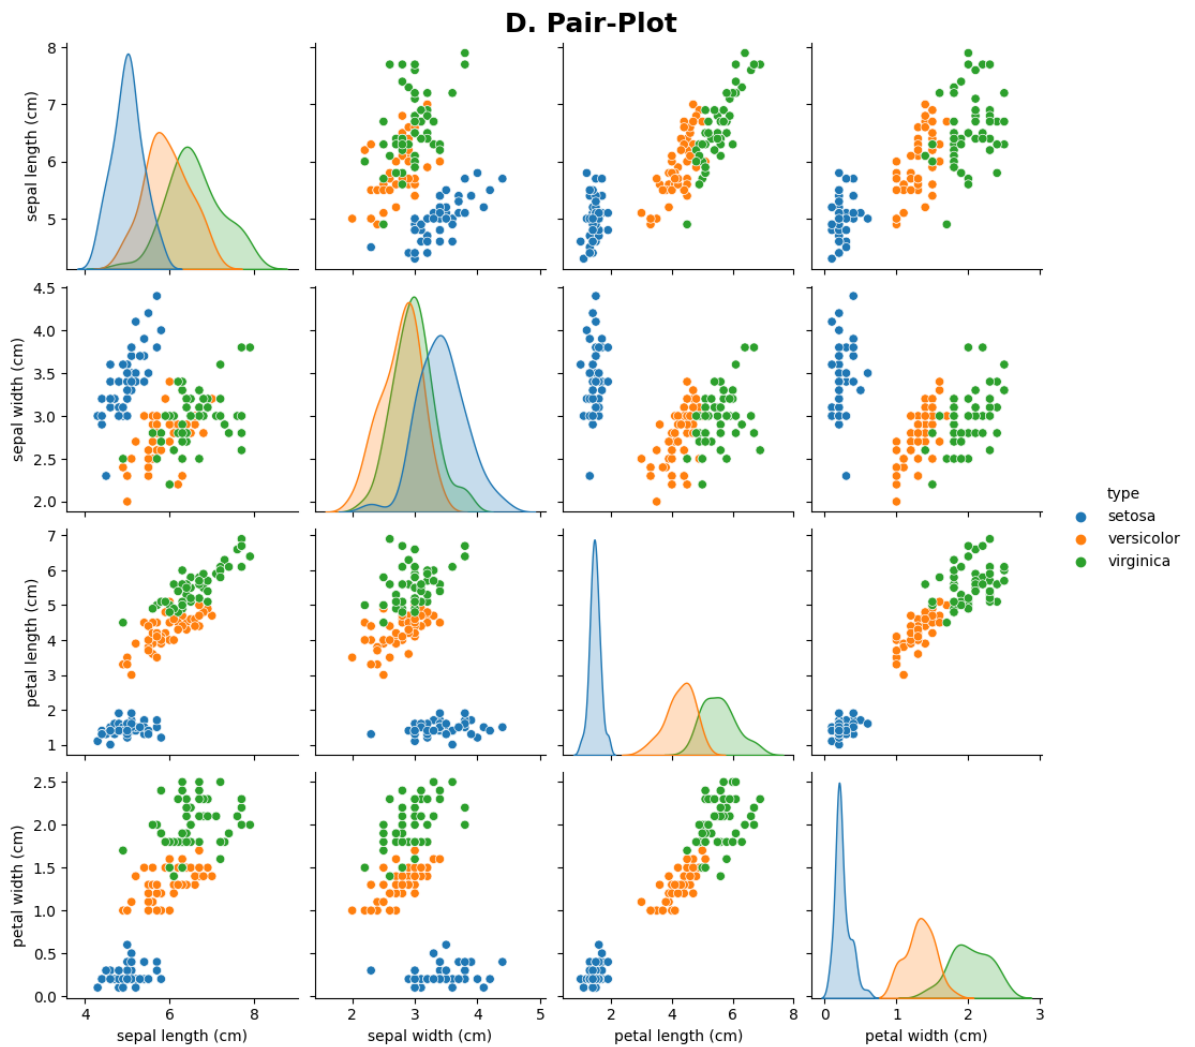 D. Pair-Plot
8
7
6
5
sepal length (cm)
4.5
4.0
3.5
3.0
2.5
2.0
sepal width (cm)
type
setosa
versicolor
virginica
7
6
5
4
3
2
1
petal length (cm)
2.5
2.0
1.5
1.0
0.5
0.0
petal width (cm)
4 6 8 2 3 4 5 2 4 6 8 0 1 2 3
sepal length (cm) sepal width (cm) petal length (cm) petal width (cm)